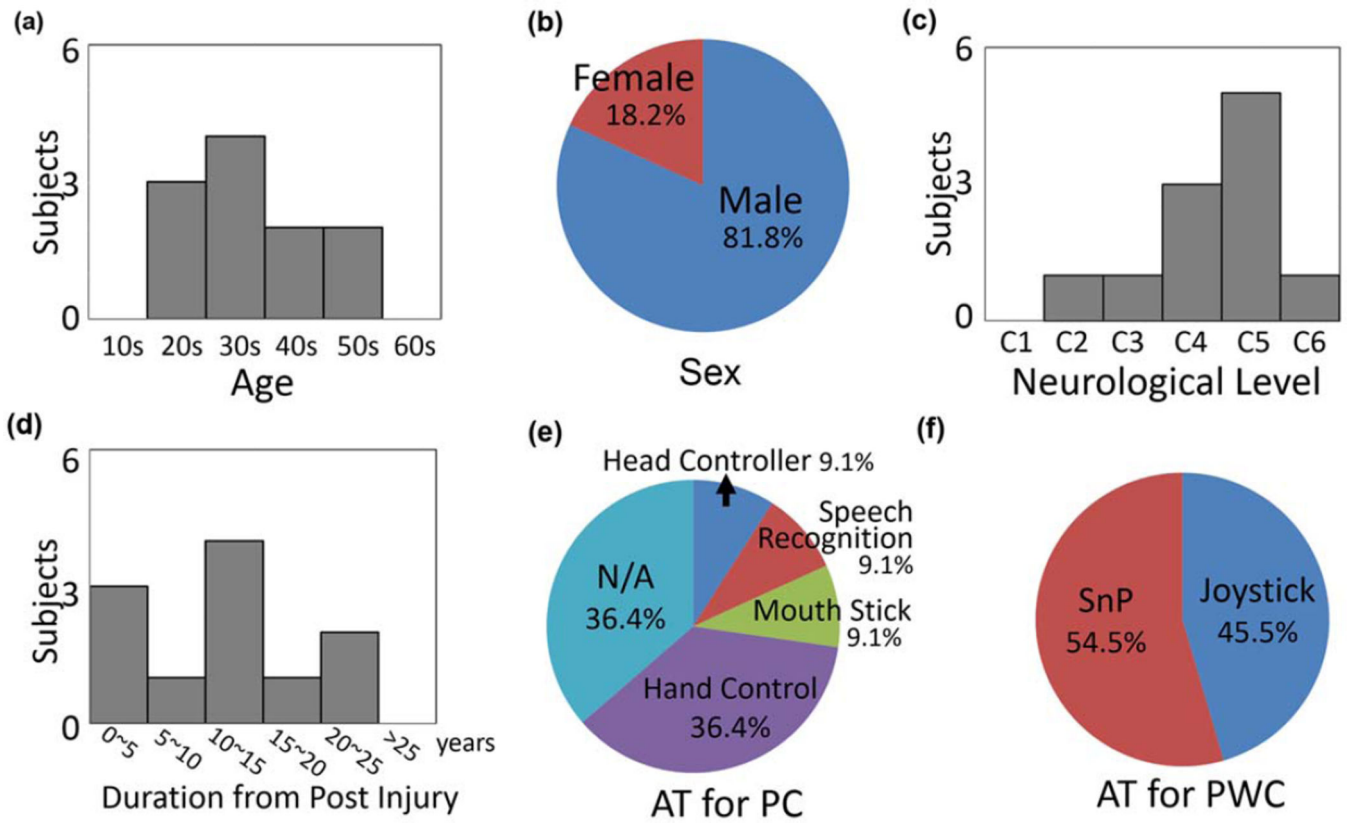 (a)
6
3
0
Subjects
10s 20s 30s 40s 50s 60s
Age
(b)
Female
18.2%
Male
81.8%
Sex
(c)
6
3
0
Subjects
C1 C2 C3 C4 C5 C6
Neurological Level
(d)
6
3
0
Subjects
0~5 5~10 10~15 15~20 20~25 >25 years
Duration from Post Injury
(e)
Head Controller 9.1%
Speech
Recognition
9.1%
Mouth Stick
9.1%
N/A
36.4%
Hand Control
36.4%
AT for PC
(f)
SnP
54.5%
Joystick
45.5%
AT for PWC